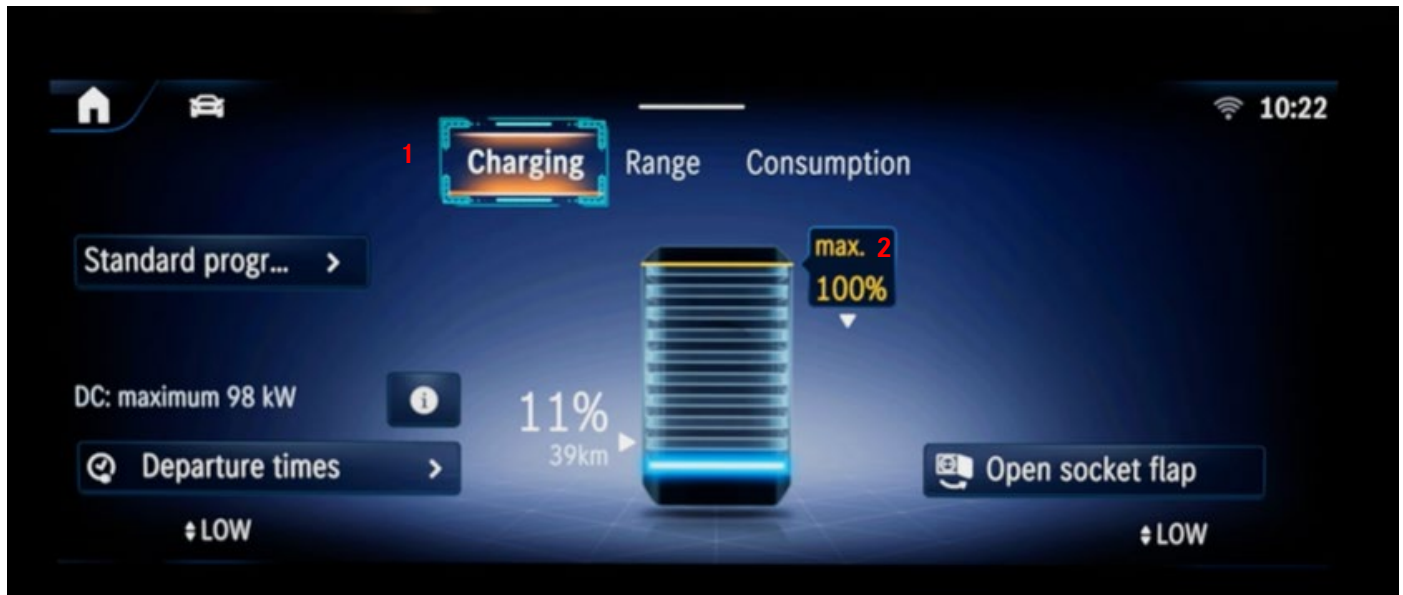 10:22
1
Charging Range Consumption
Standard progr... >
max. 2
100%
DC: maximum 98 kW
11%
39km
Departure times >
Open socket flap
LOW
LOW